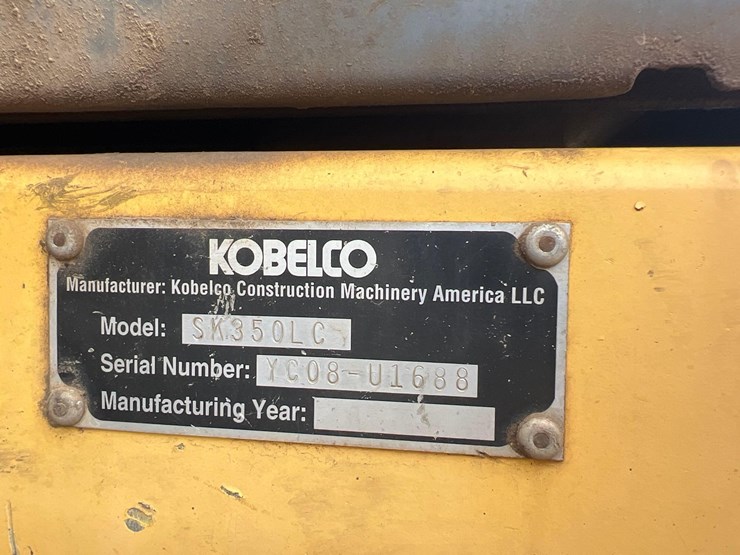 KOBELCO
Manufacturer: Kobelco Construction Machinery America LLC
Model: SK350LC
Serial Number: YC08-U1688
Manufacturing Year: